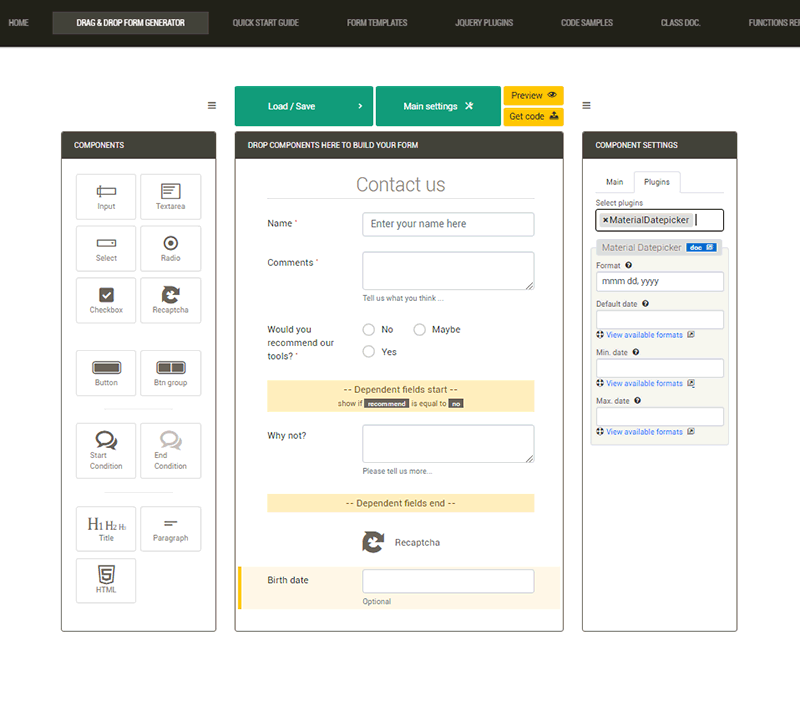 HOME
DRAG & DROP FORM GENERATOR
QUICK START GUIDE
FORM TEMPLATES
JQUERY PLUGINS
CODE SAMPLES
CLASS DOC.
FUNCTIONS RE
Load / Save
Main settings
Preview
Get code
COMPONENTS
Input
Textarea
Select
Radio
Checkbox
Recaptcha
Button
Btn group
Start
Condition
End
Condition
H1 H2 H3
Title
Paragraph
HTML
DROP COMPONENTS HERE TO BUILD YOUR FORM
Contact us
Name *
Enter your name here
Comments *
Tell us what you think ...
Would you
recommend our
tools? *
No
Maybe
Yes
-- Dependent fields start --
show if recommend is equal to no
Why not?
Please tell us more...
-- Dependent fields end --
Recaptcha
Birth date
Optional
COMPONENT SETTINGS
Main
Plugins
Select plugins
×MaterialDatepicker
Material Datepicker doc
Format
mmm dd, yyyy
Default date
View available formats
Min. date
View available formats
Max. date
View available formats